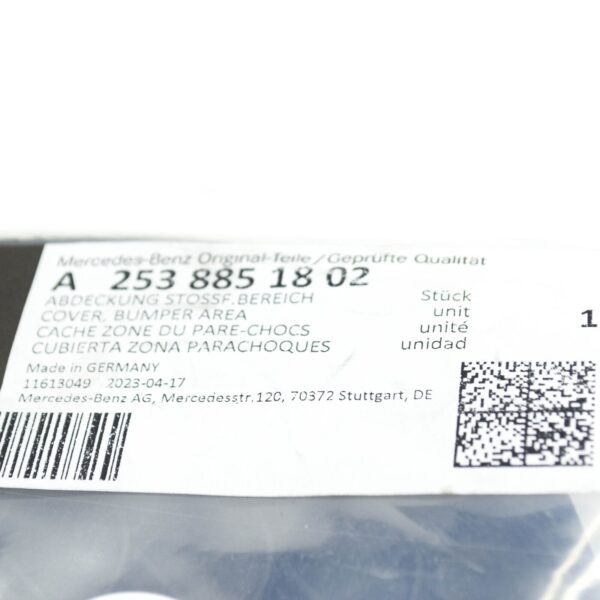 Mercedes-Benz Original-Teile/Geprüfte Qualität
A 253 885 18 02
ABDECKUNG STOSSF.BEREICH Stück
COVER, BUMPER AREA unit 1
CACHE ZONE DU PARE-CHOCS unité
CUBIERTA ZONA PARACHOQUES unidad
Made in GERMANY
11613049 2023-04-17
Mercedes-Benz AG, Mercedesstr.120, 70372 Stuttgart, DE